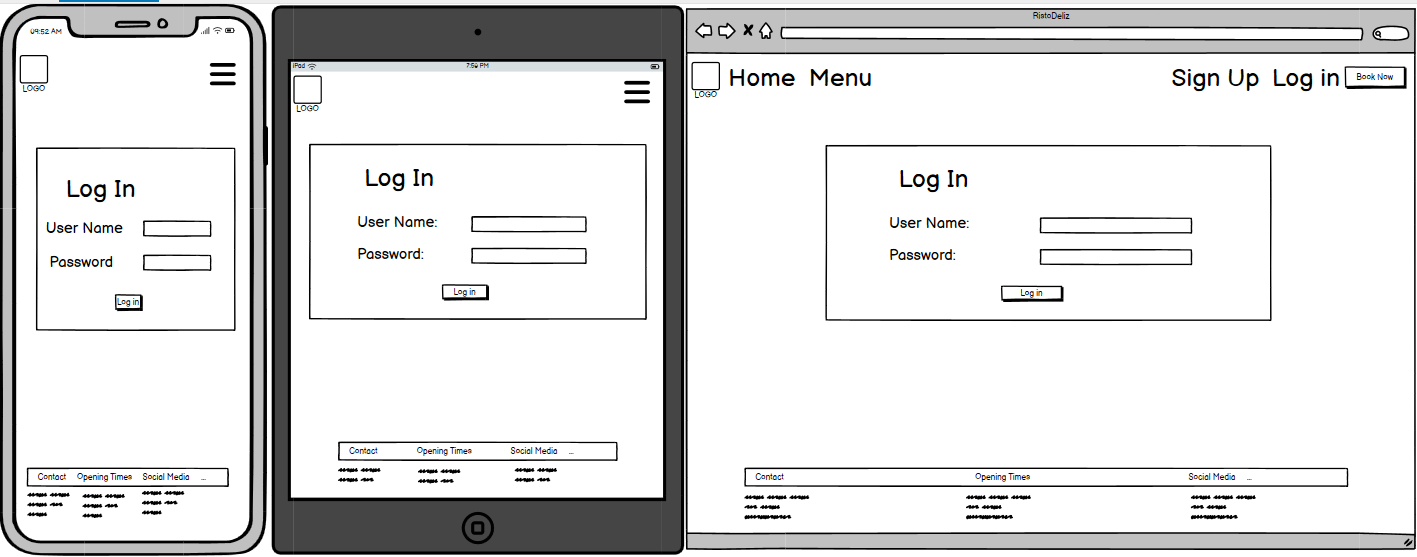 09:52 AM
LOGO
Log In
User Name
Password
Log in
Contact Opening Times Social Media ...
iPad 7:59 PM
LOGO
Log In
User Name:
Password:
Log in
Contact Opening Times Social Media ...
RistoDeliz
LOGO Home Menu Sign Up Log in Book Now
Log In
User Name:
Password:
Log in
Contact Opening Times Social Media ...